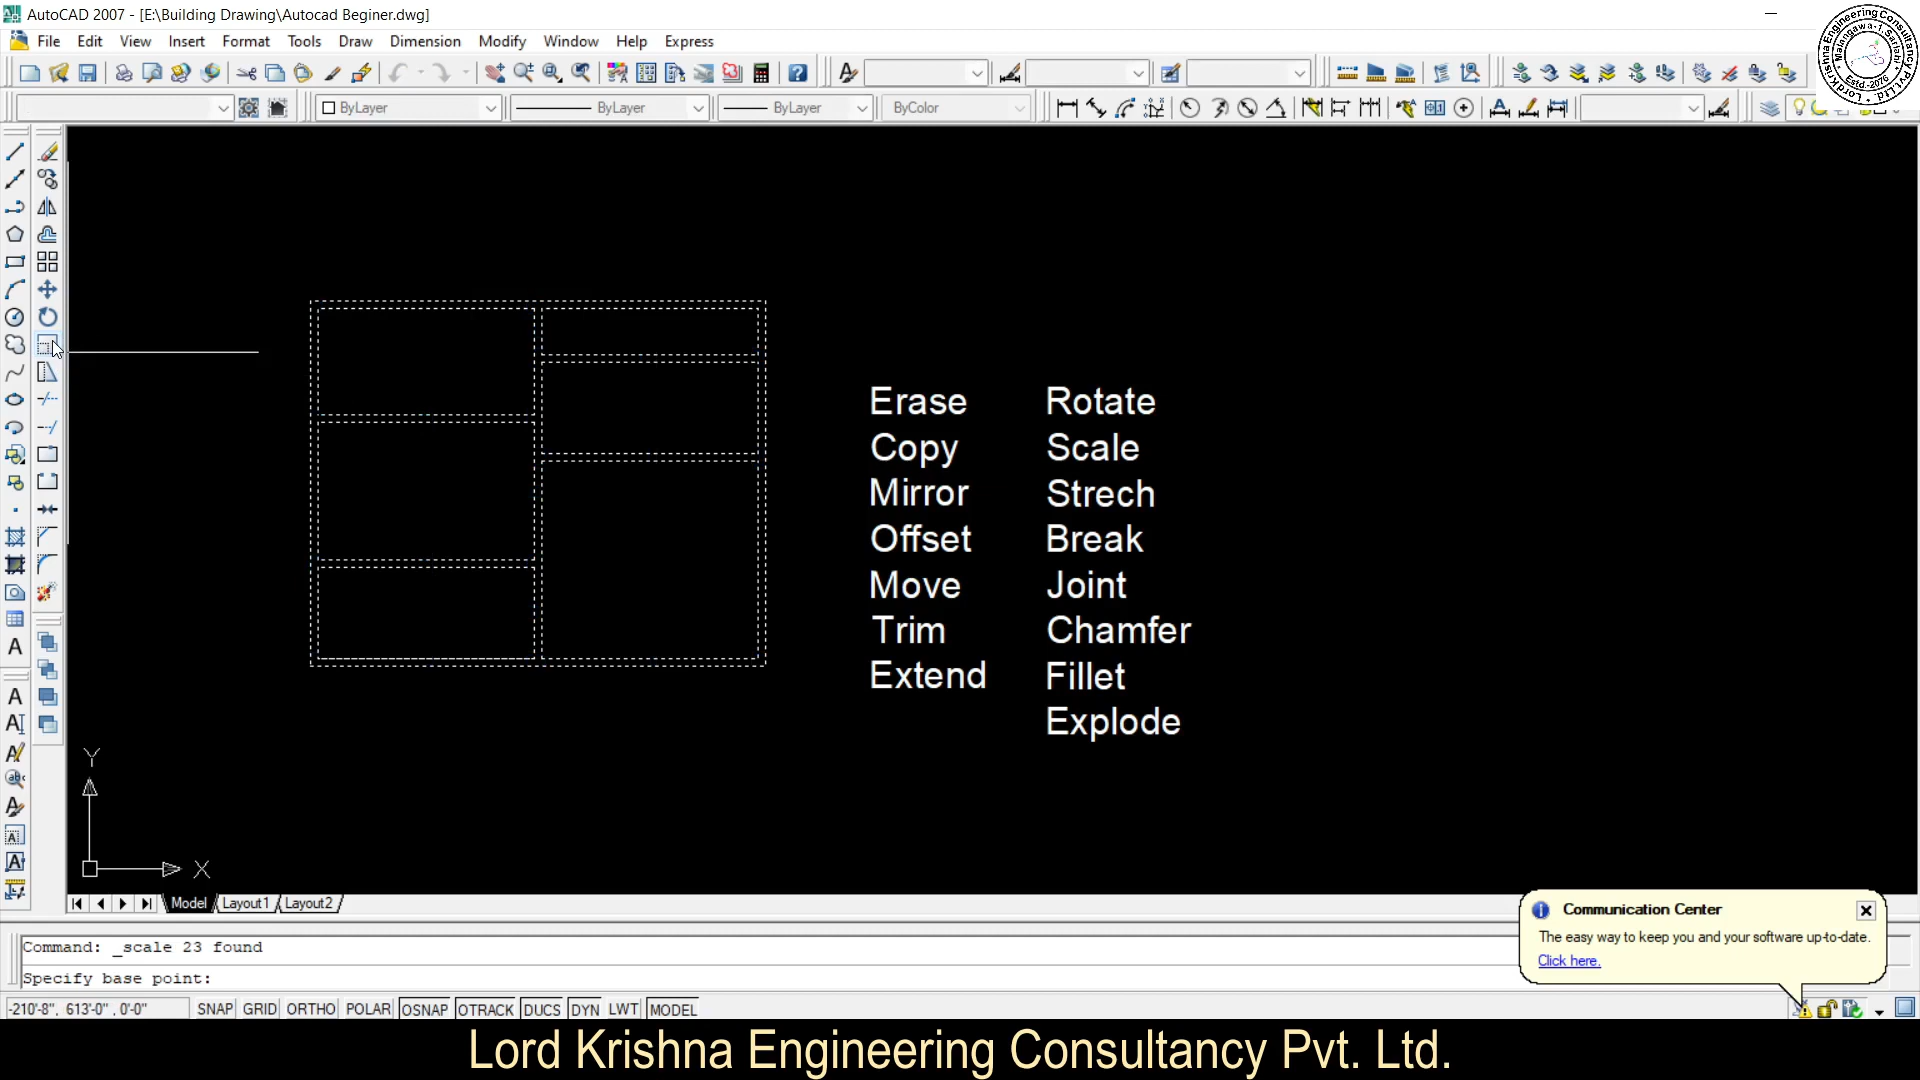 AutoCAD 2007 - [E:\Building Drawing\Autocad Beginer.dwg]
File Edit View Insert Format Tools Draw Dimension Modify Window Help Express
ByLayer ByLayer ByLayer ByColor
Erase Rotate
Copy Scale
Mirror Strech
Offset Break
Move Joint
Trim Chamfer
Extend Fillet
Explode
Y
X
Model Layout1 Layout2
Communication Center
The easy way to keep you and your software up-to-date.
Click here.
Command: _scale 23 found
Specify base point:
-210'-8", 613'-0" , 0'-0" SNAP GRID ORTHO POLAR OSNAP OTRACK DUCS DYN LWT MODEL
Lord Krishna Engineering Consultancy Pvt. Ltd.